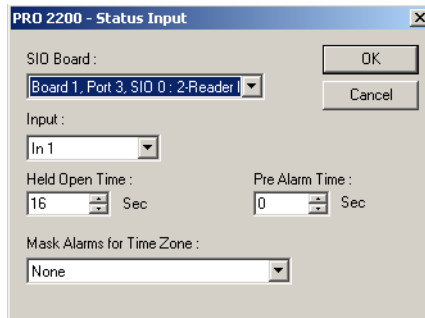 PRO 2200 - Status Input
SIO Board :
OK
Board 1, Port 3, SIO 0 : 2-Reader I
Cancel
Input :
In 1
Held Open Time :
Pre Alarm Time :
16 Sec
0 Sec
Mask Alarms for Time Zone :
None